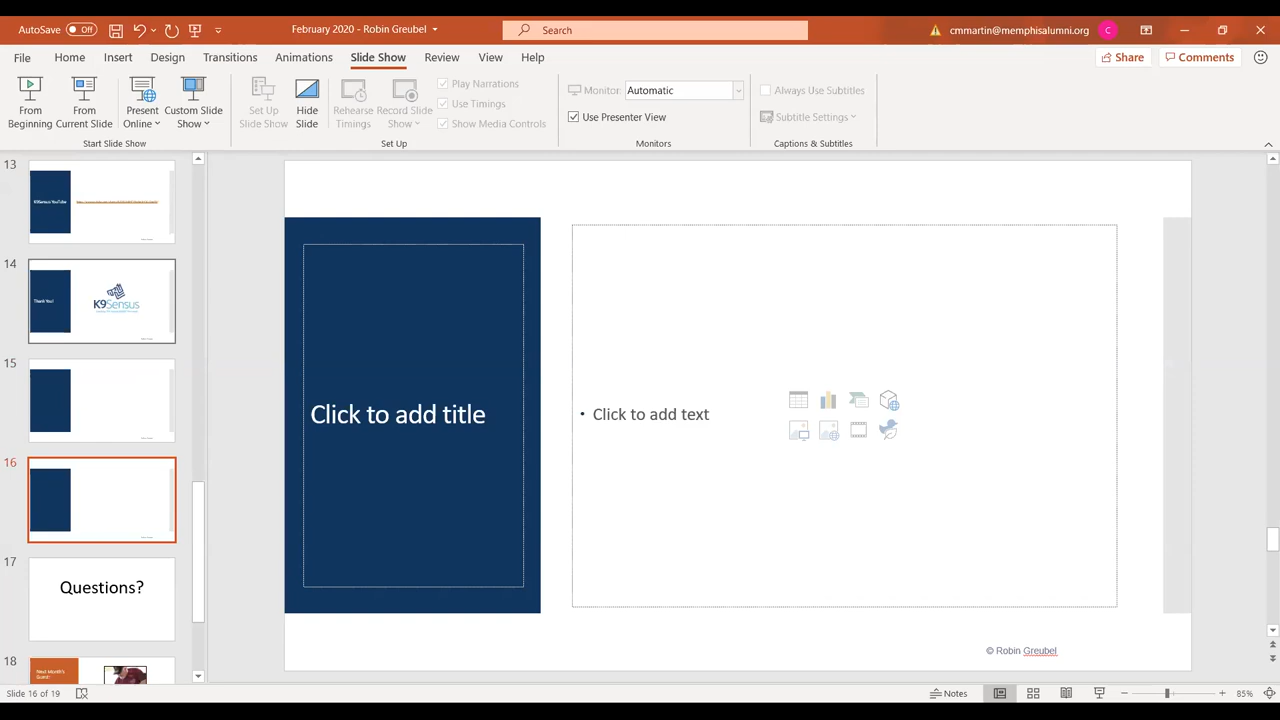 AutoSave Off
February 2020 - Robin Greubel
Search
cmmartin@memphisalumni.org
C
File Home Insert Design Transitions Animations Slide Show Review View Help
Share Comments
From Beginning
From Current Slide
Present Online
Custom Slide Show
Start Slide Show
Set Up Slide Show
Hide Slide
Rehearse Timings
Record Slide Show
Play Narrations
Use Timings
Show Media Controls
Set Up
Monitor: Automatic
Use Presenter View
Monitors
Always Use Subtitles
Subtitle Settings
Captions & Subtitles
13
K9Sensus YouTube
14
Thank You!
K9Sensus
15
16
17
Questions?
18
Next Month's
Guest
Click to add title
• Click to add text
© Robin Greubel
Slide 16 of 19
Notes
85%